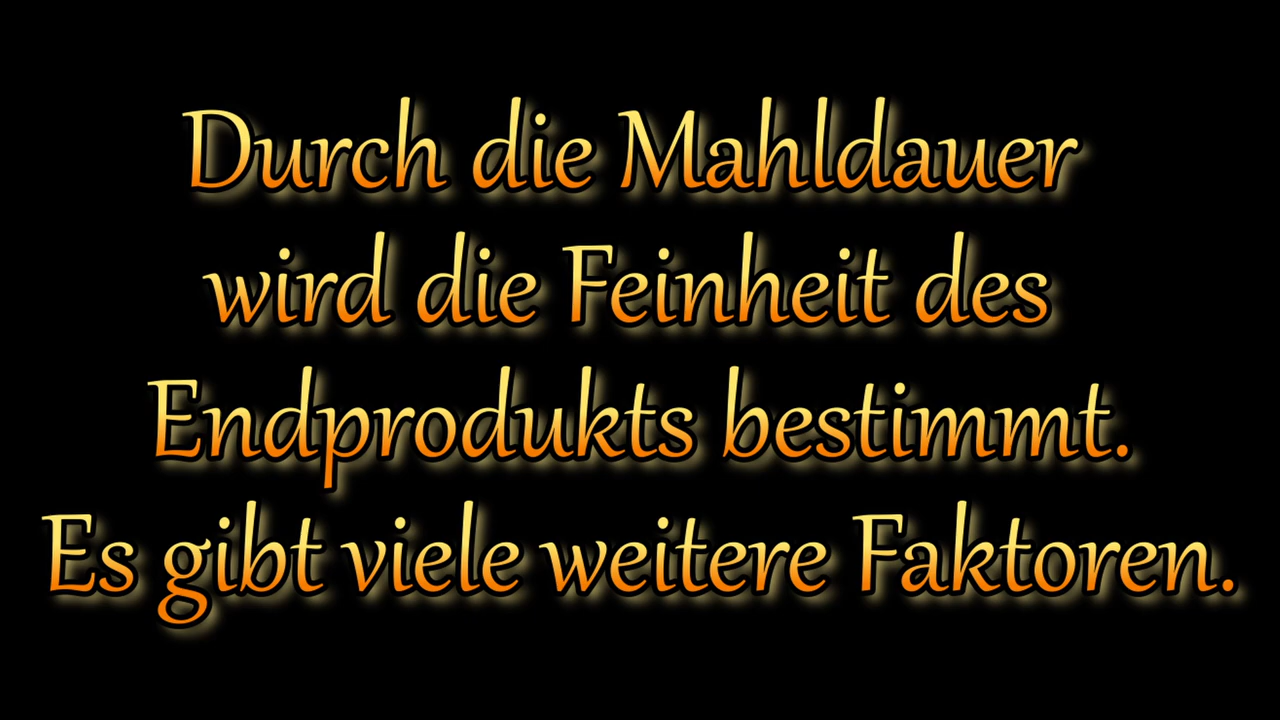 Durch die Mahldauer
wird die Feinheit des
Endprodukts bestimmt.
Es gibt viele weitere Faktoren.